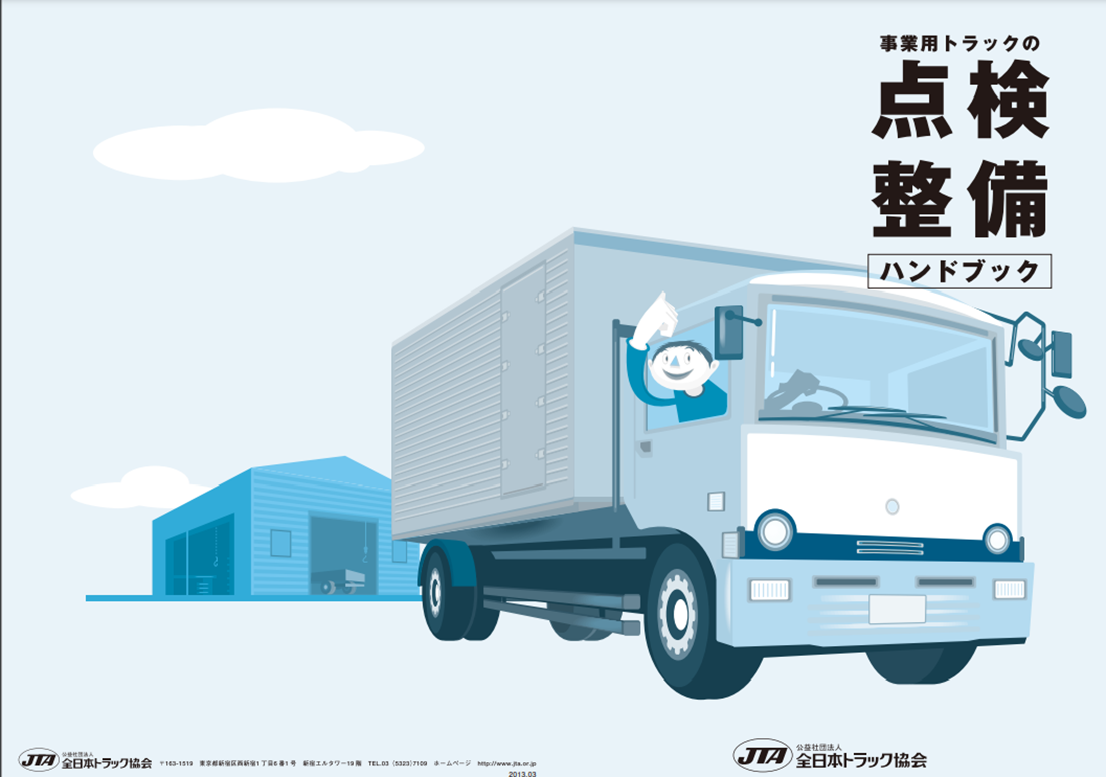 事業用トラックの
点検
整備
ハンドブック
JTA 公益社団法人
全日本トラック協会
〒163-1519 東京都新宿区西新宿1丁目6番1号 新宿エルタワー19階 TEL.03（5323）7109 ホームページ http://www.jta.or.jp
2013.03
JTA 公益社団法人
全日本トラック協会